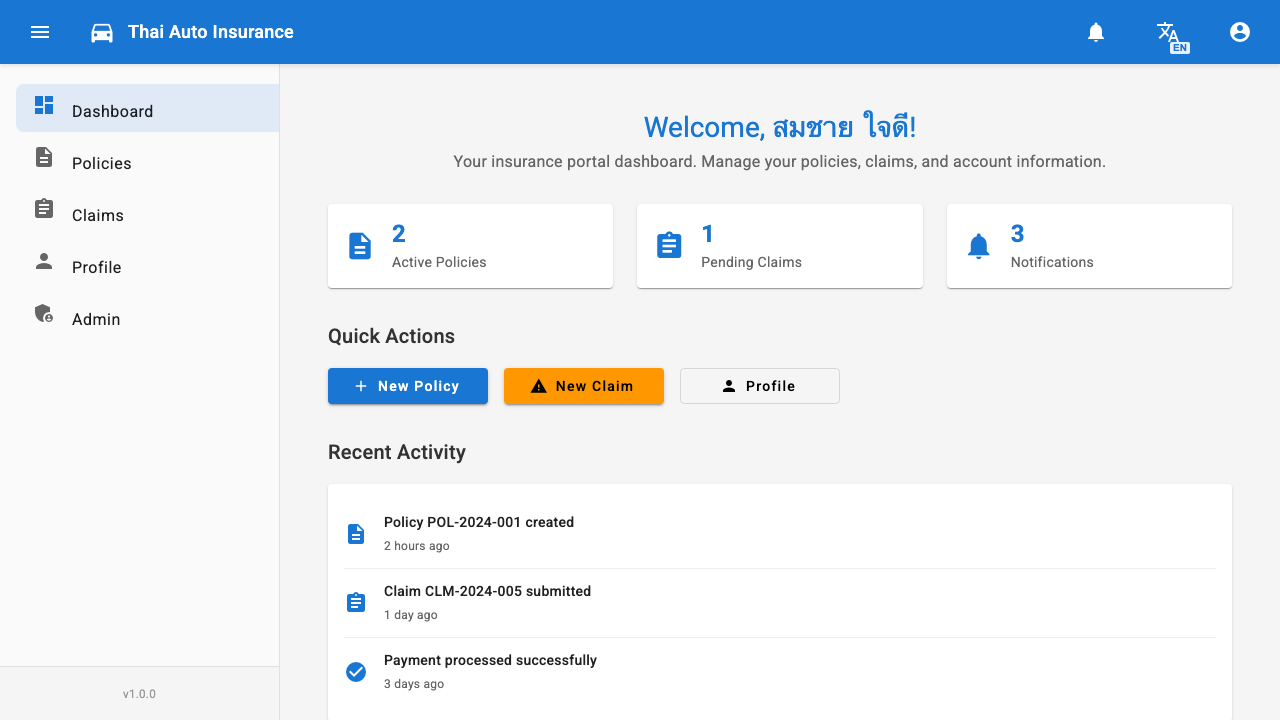 Thai Auto Insurance
EN
Dashboard
Policies
Claims
Profile
Admin
v1.0.0
Welcome, สมชาย ใจดี!
Your insurance portal dashboard. Manage your policies, claims, and account information.
2
Active Policies
1
Pending Claims
3
Notifications
Quick Actions
New Policy
New Claim
Profile
Recent Activity
Policy POL-2024-001 created
2 hours ago
Claim CLM-2024-005 submitted
1 day ago
Payment processed successfully
3 days ago